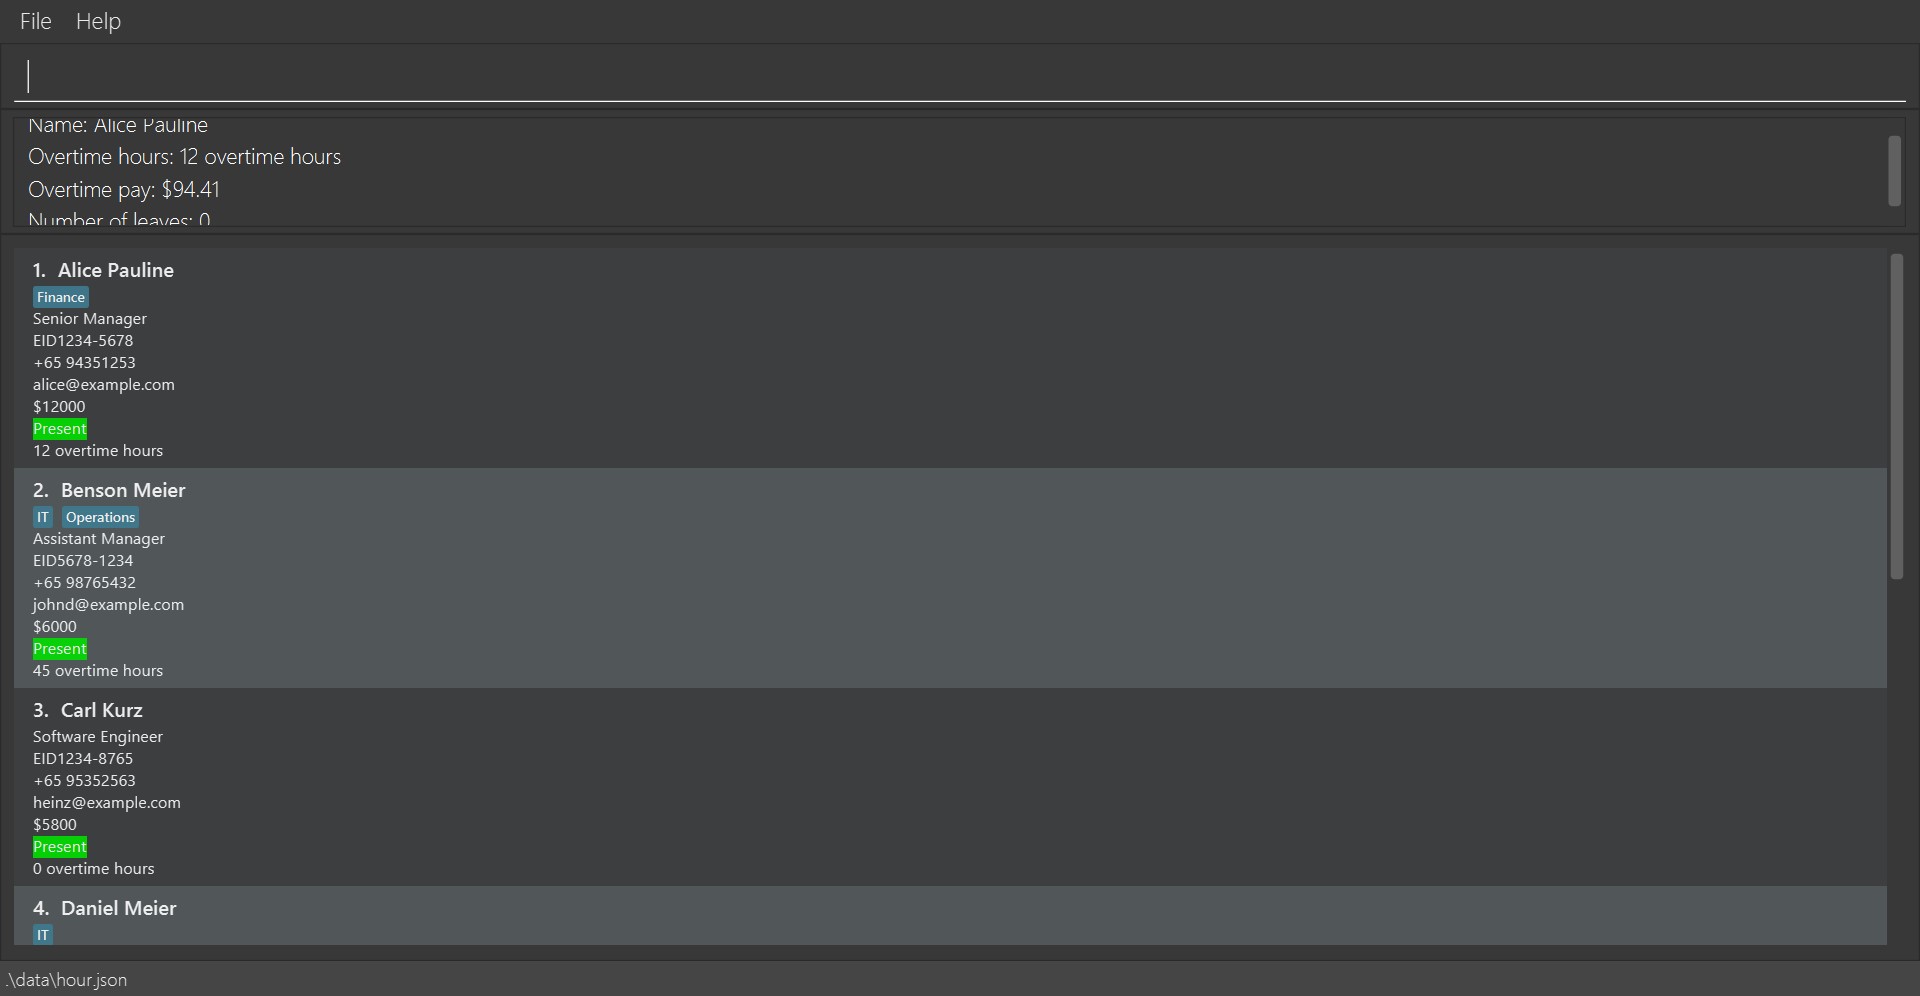 File Help
Name: Alice Pauline
Overtime hours: 12 overtime hours
Overtime pay: $94.41
Number of leaves: 0
1. Alice Pauline
Finance
Senior Manager
EID1234-5678
+65 94351253
alice@example.com
$12000
Present
12 overtime hours
2. Benson Meier
IT Operations
Assistant Manager
EID5678-1234
+65 98765432
johnd@example.com
$6000
Present
45 overtime hours
3. Carl Kurz
Software Engineer
EID1234-8765
+65 95352563
heinz@example.com
$5800
Present
0 overtime hours
4. Daniel Meier
IT
.\data\hour.json